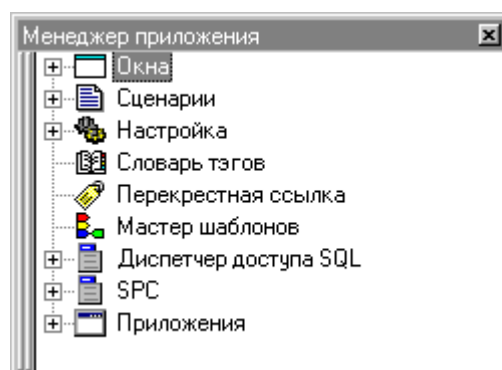 Менеджер приложения
Окна
Сценарии
Настройка
Словарь тэгов
Перекрестная ссылка
Мастер шаблонов
Диспетчер доступа SQL
SPC
Приложения